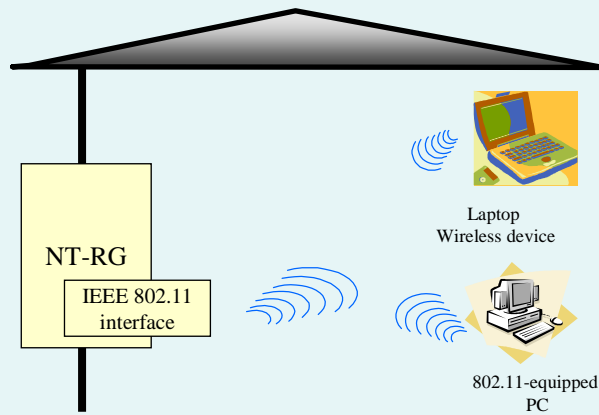 Laptop
Wireless device
NT-RG
IEEE 802.11
interface
802.11-equipped
PC